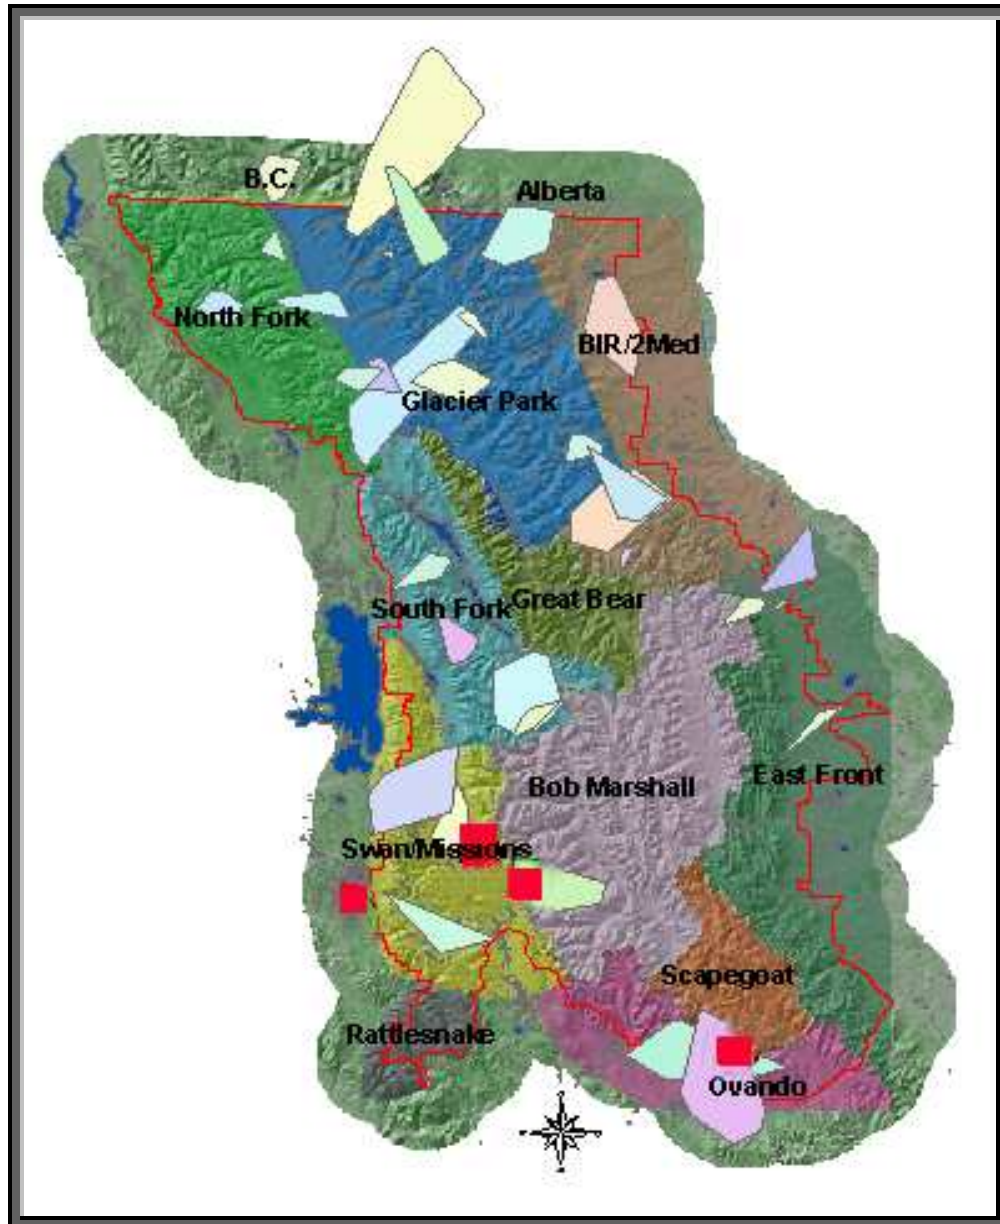 B.C.
Alberta
North Fork
BIR/2Med
Glacier Park
South Fork
Great Bear
Bob Marshall
East Front
Swan/Missions
Scapegoat
Rattlesnake
Ovando